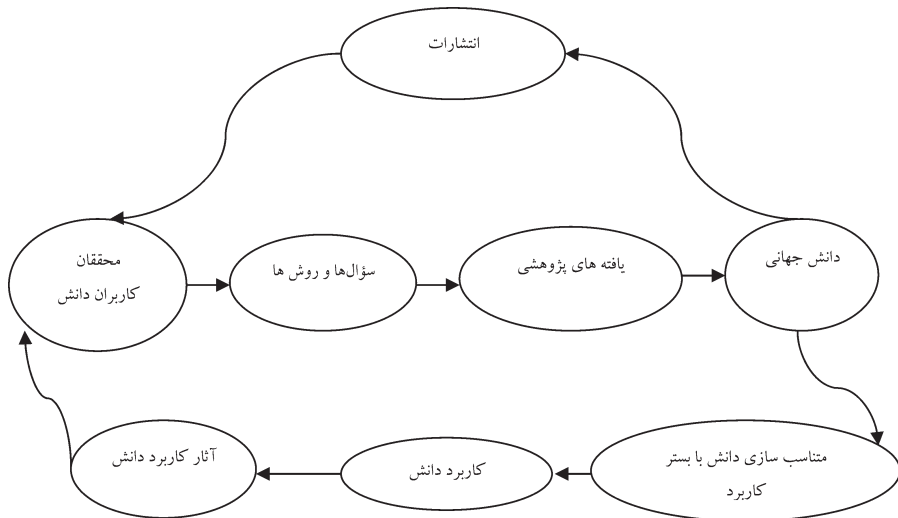 انتشارات
محققان
کاربران دانش
سؤال‌ها و روش ها
یافته های پژوهشی
دانش جهانی
متناسب سازی دانش با بستر
کاربرد
کاربرد دانش
آثار کاربرد دانش